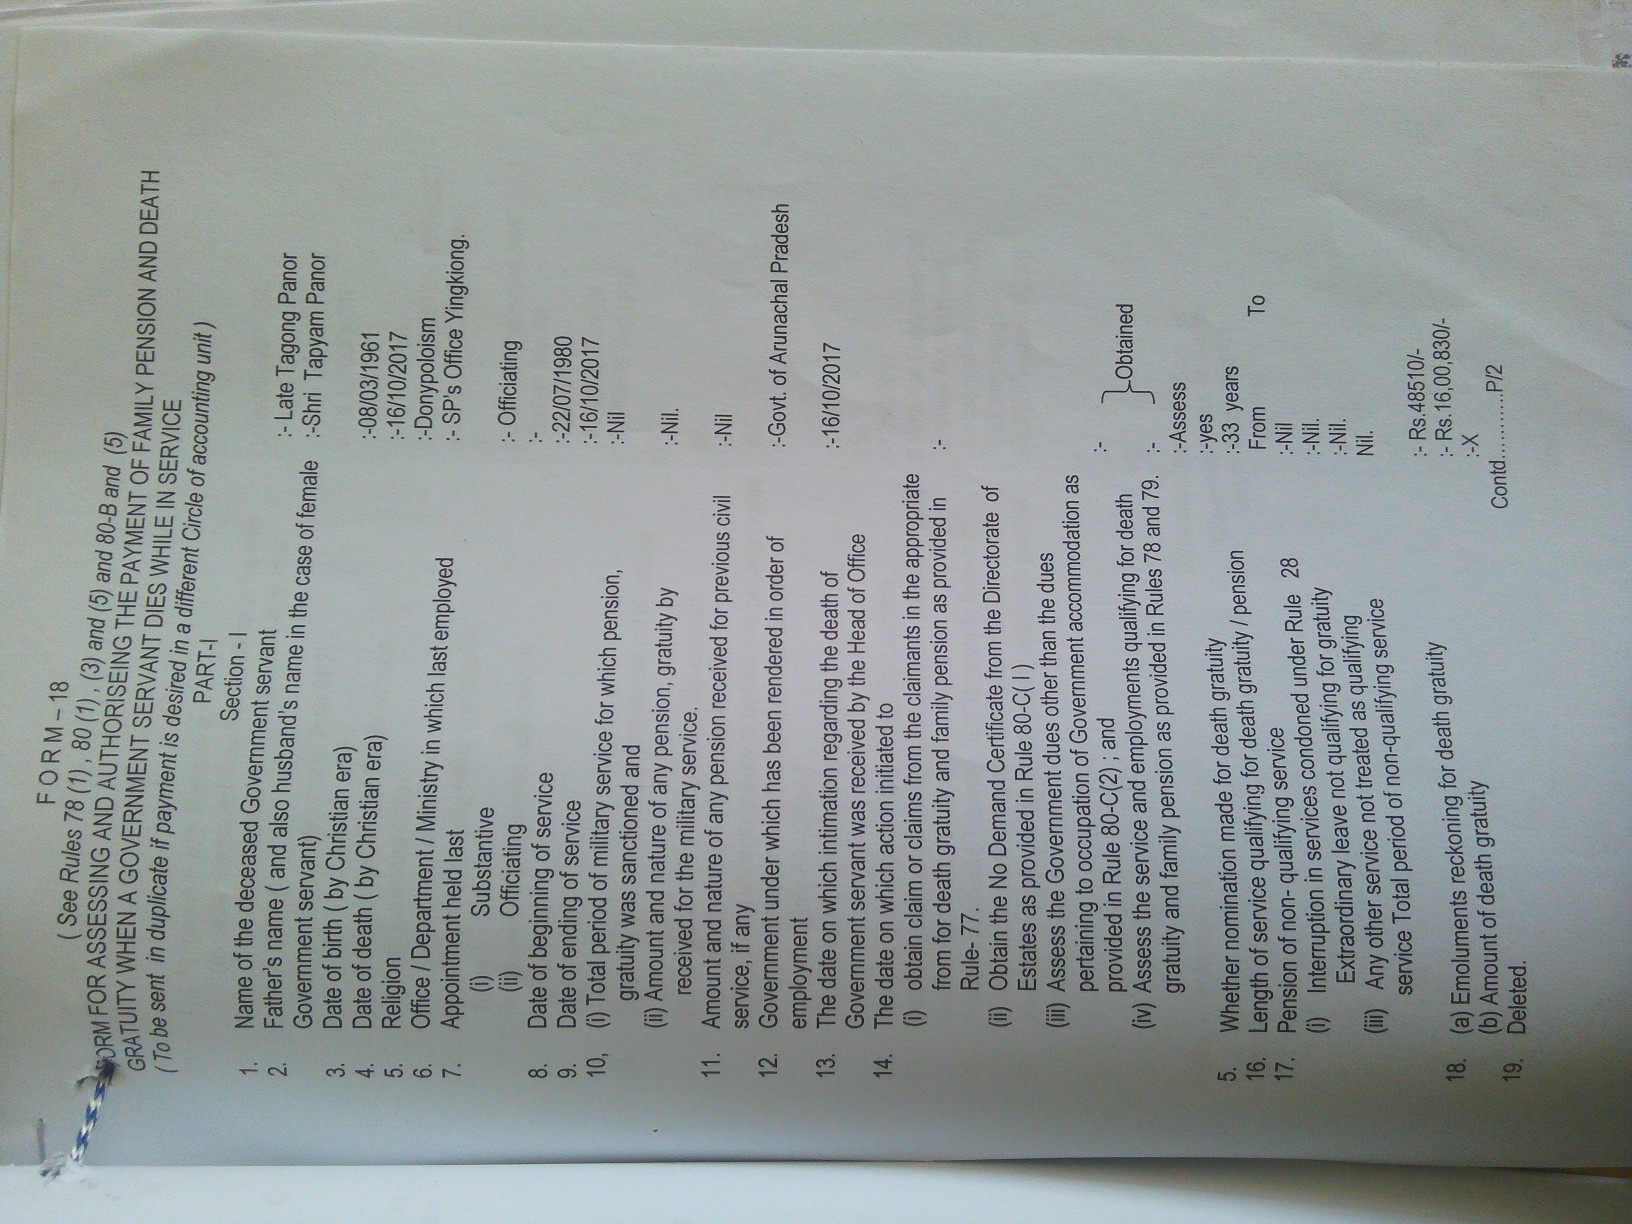 F O R M – 18
( See Rules 78 (1) , 80 (1) , (3) and (5) and 80-B and (5)
FORM FOR ASSESSING AND AUTHORISEING THE PAYMENT OF FAMILY PENSION AND DEATH
GRATUITY WHEN A GOVERNMENT SERVANT DIES WHILE IN SERVICE
( To be sent in duplicate if payment is desired in a different Circle of accounting unit )
PART-I
Section - I
1. Name of the deceased Government servant :- Late Tagong Panor
2. Father's name ( and also husband's name in the case of female :-Shri Tapyam Panor
Government servant)
3. Date of birth ( by Christian era) :-08/03/1961
4. Date of death ( by Christian era) :-16/10/2017
5. Religion :-Donypoloism
6. Office / Department / Ministry in which last employed :- SP's Office Yingkiong.
7. Appointment held last
(i) Substantive :- Officiating
(ii) Officiating :-
8. Date of beginning of service :-22/07/1980
9. Date of ending of service :-16/10/2017
10, (i) Total period of military service for which pension, :-Nil
gratuity was sanctioned and
(ii) Amount and nature of any pension, gratuity by :-Nil.
received for the military service.
11. Amount and nature of any pension received for previous civil :-Nil
service, if any
12. Government under which has been rendered in order of :-Govt. of Arunachal Pradesh
employment
13. The date on which intimation regarding the death of :-16/10/2017
Government servant was received by the Head of Office
14. The date on which action initiated to
(i) obtain claim or claims from the claimants in the appropriate
from for death gratuity and family pension as provided in :-
Rule- 77.
(ii) Obtain the No Demand Certificate from the Directorate of
Estates as provided in Rule 80-C( I )
(iii) Assess the Government dues other than the dues
pertaining to occupation of Government accommodation as :-
provided in Rule 80-C(2) ; and }Obtained
(iv) Assess the service and employments qualifying for death :-
gratuity and family pension as provided in Rules 78 and 79. :-Assess
5. Whether nomination made for death gratuity :-yes
16. Length of service qualifying for death gratuity / pension :-33 years
17. Pension of non- qualifying service From To
(i) Interruption in services condoned under Rule 28 :-Nil
Extraordinary leave not qualifying for gratuity :-Nil.
(iii) Any other service not treated as qualifying :-Nil.
service Total period of non-qualifying service Nil.
18. (a) Emoluments reckoning for death gratuity :- Rs.48510/-
(b) Amount of death gratuity :- Rs.16,00,830/-
19. Deleted. :-X
Contd............P/2